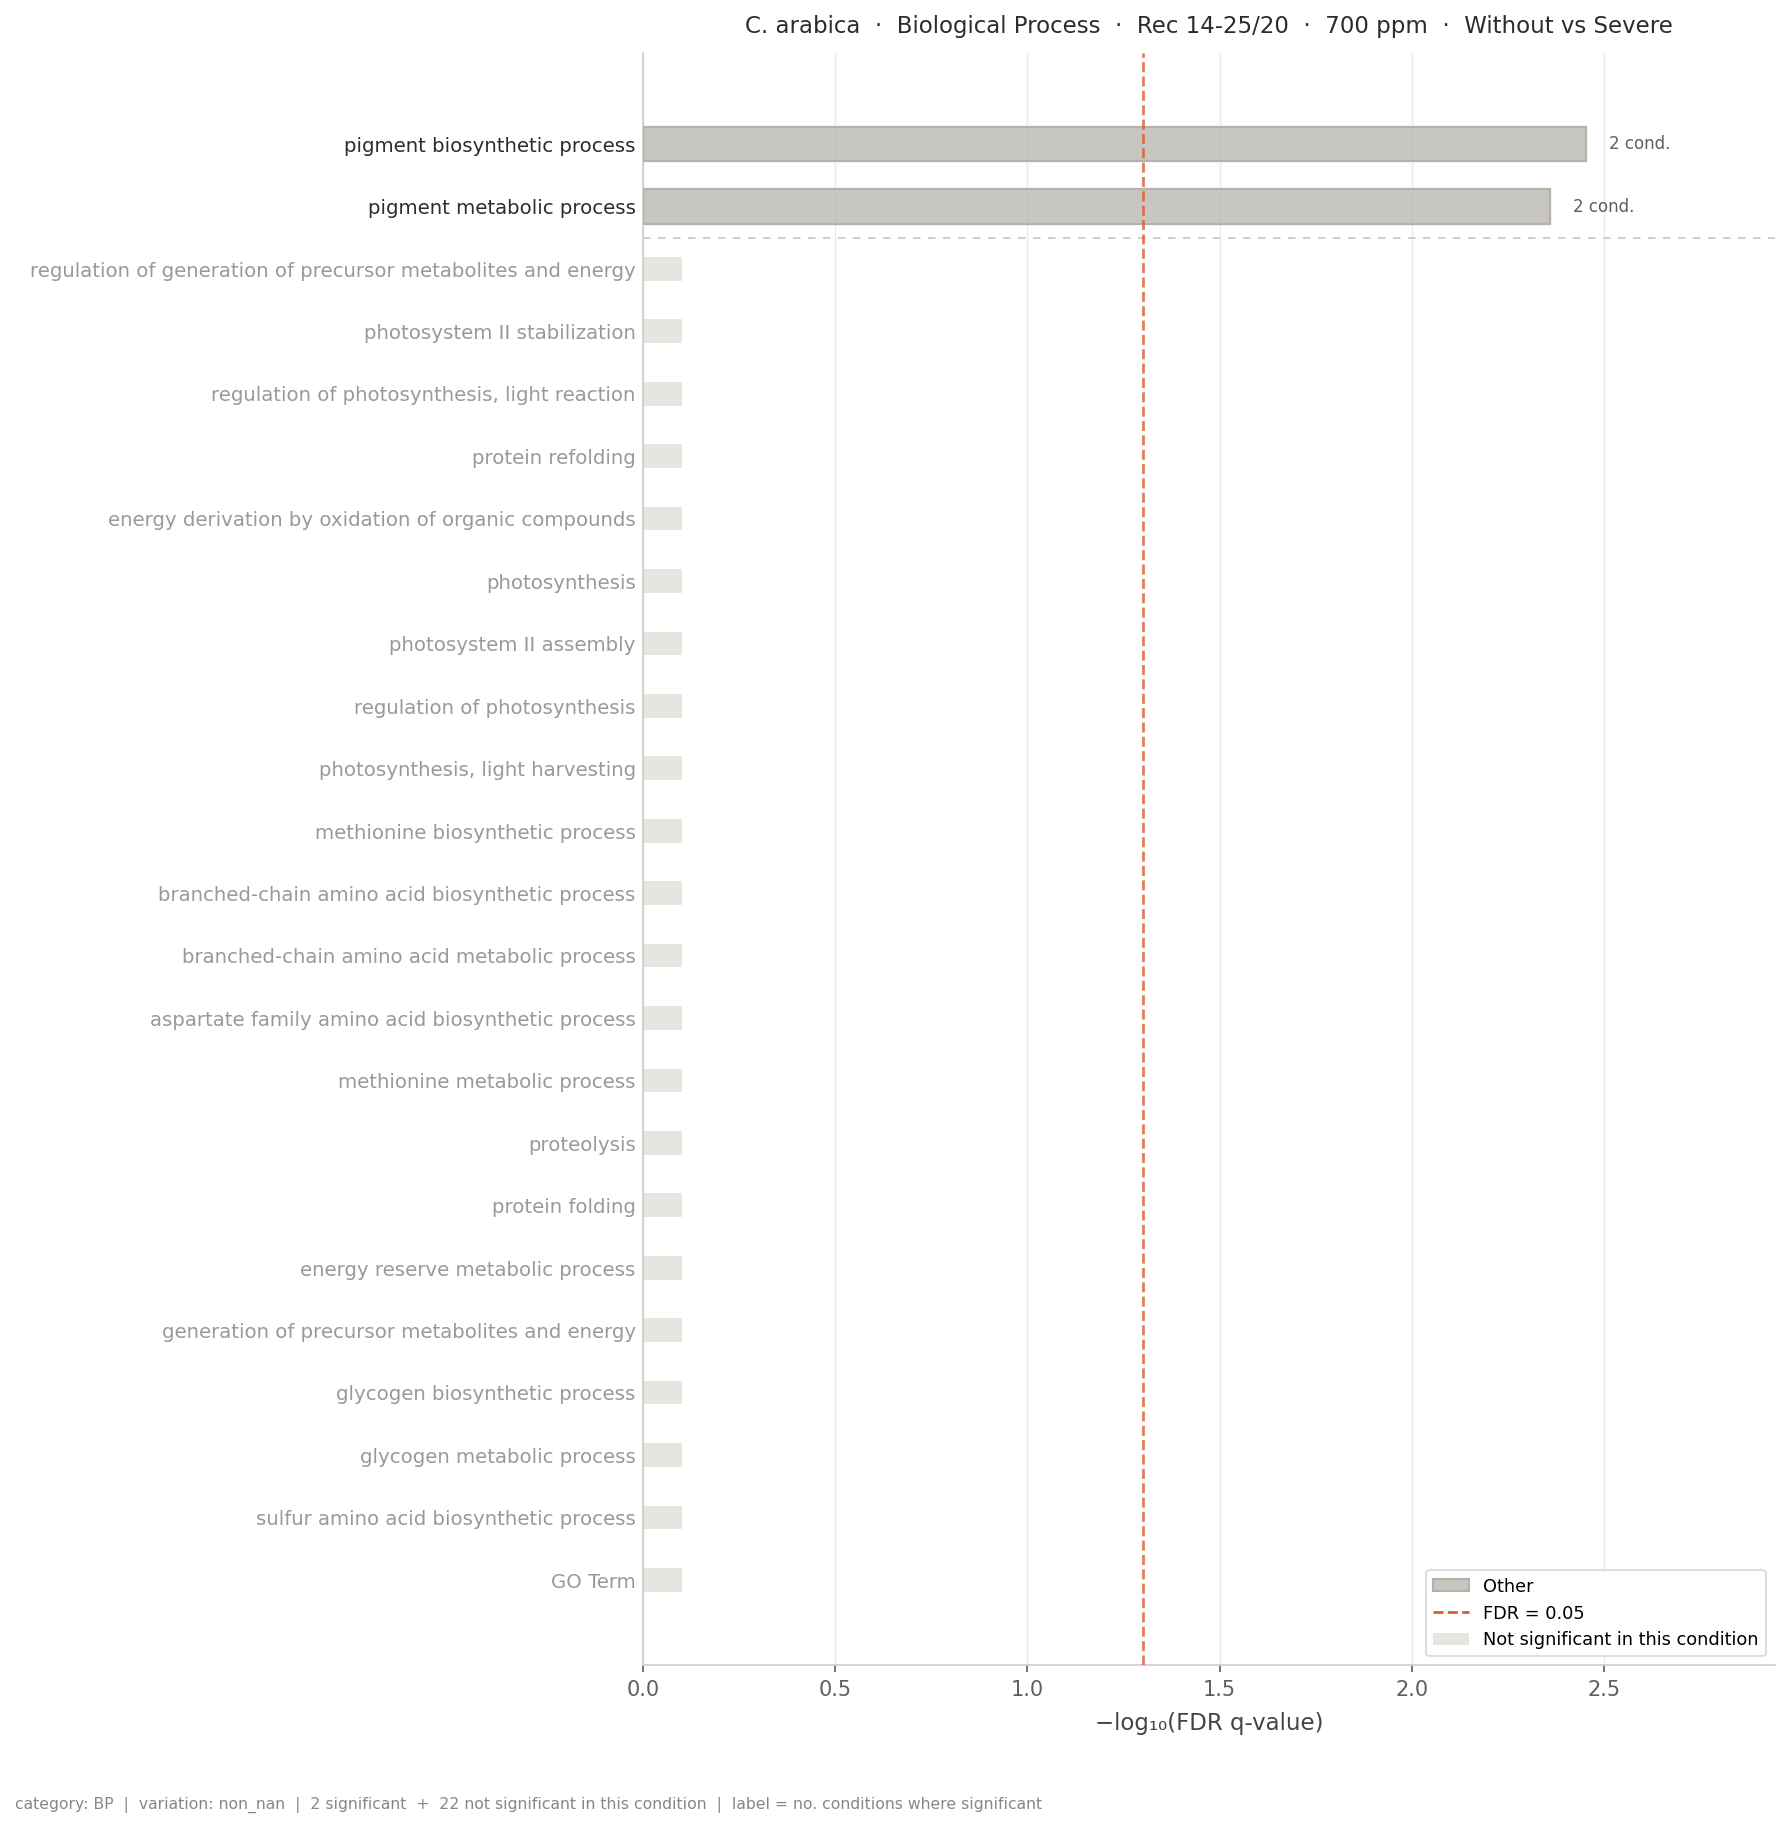 C. arabica · Biological Process · Rec 14-25/20 · 700 ppm · Without vs Severe
pigment biosynthetic process
2 cond.
pigment metabolic process
2 cond.
regulation of generation of precursor metabolites and energy
photosystem II stabilization
regulation of photosynthesis, light reaction
protein refolding
energy derivation by oxidation of organic compounds
photosynthesis
photosystem II assembly
regulation of photosynthesis
photosynthesis, light harvesting
methionine biosynthetic process
branched-chain amino acid biosynthetic process
branched-chain amino acid metabolic process
aspartate family amino acid biosynthetic process
methionine metabolic process
proteolysis
protein folding
energy reserve metabolic process
generation of precursor metabolites and energy
glycogen biosynthetic process
glycogen metabolic process
sulfur amino acid biosynthetic process
GO Term
Other
FDR = 0.05
Not significant in this condition
0.0 0.5 1.0 1.5 2.0 2.5
−log₁₀(FDR q-value)
category: BP | variation: non_nan | 2 significant + 22 not significant in this condition | label = no. conditions where significant